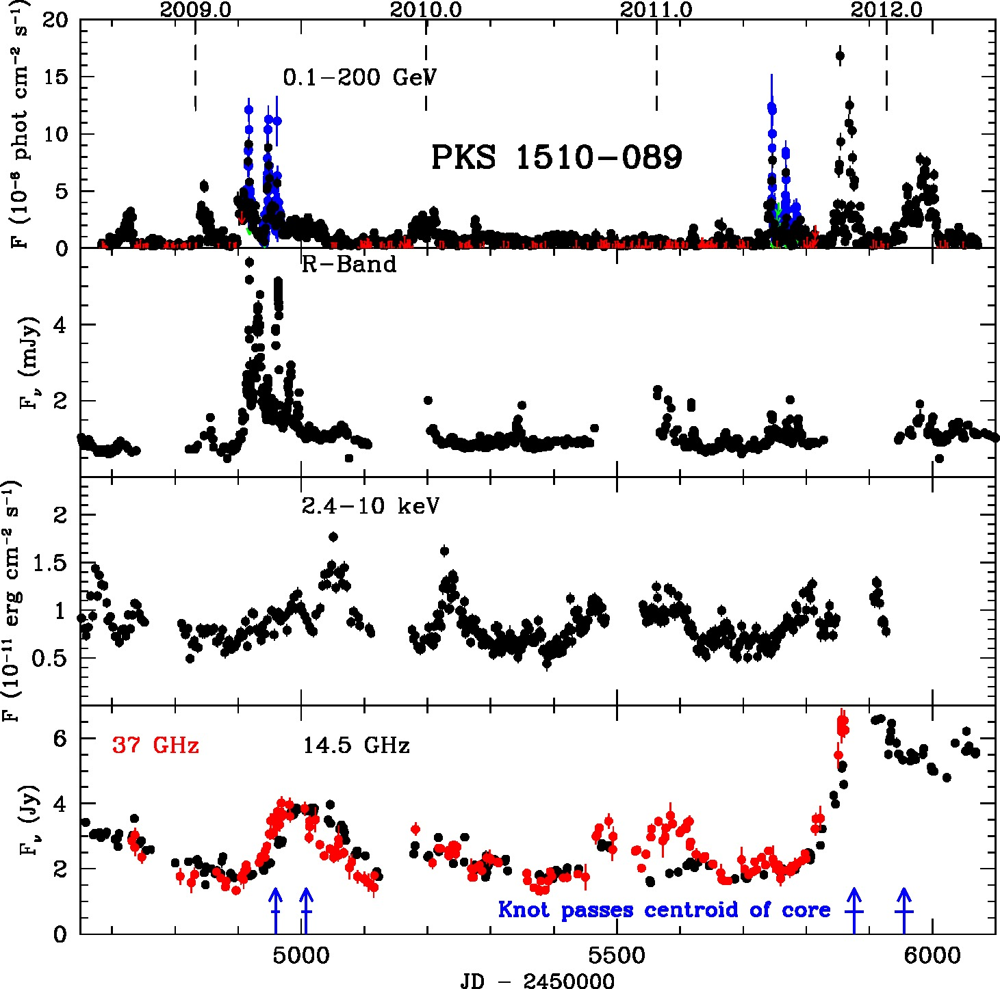 2009.0 2010.0 2011.0 2012.0
20
15
10
5
0
F (10⁻⁶ phot cm⁻² s⁻¹)
0.1−200 GeV
PKS 1510−089
R−Band
4
2
F_ν (mJy)
2.4−10 keV
2
1.5
1
0.5
F (10⁻¹¹ erg cm⁻² s⁻¹)
37 GHz 14.5 GHz
6
4
2
0
F_ν (Jy)
Knot passes centroid of core
5000 5500 6000
JD − 2450000